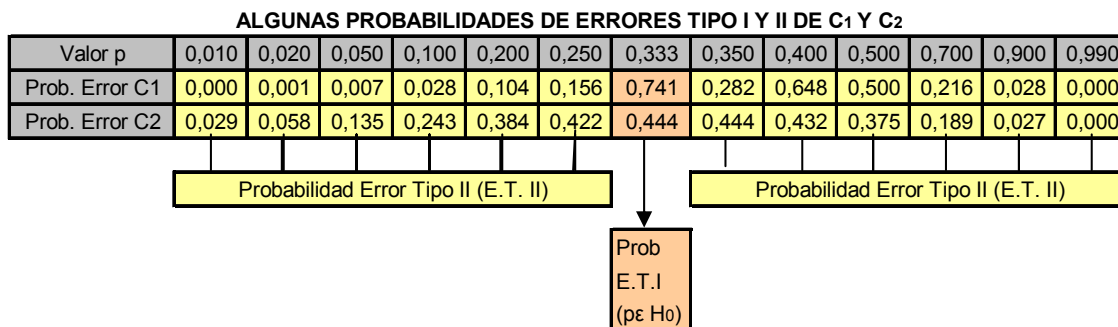 ALGUNAS PROBABILIDADES DE ERRORES TIPO I Y II DE C1 Y C2
Valor p 0,010 0,020 0,050 0,100 0,200 0,250 0,333 0,350 0,400 0,500 0,700 0,900 0,990
Prob. Error C1 0,000 0,001 0,007 0,028 0,104 0,156 0,741 0,282 0,648 0,500 0,216 0,028 0,000
Prob. Error C2 0,029 0,058 0,135 0,243 0,384 0,422 0,444 0,444 0,432 0,375 0,189 0,027 0,000
Probabilidad Error Tipo II (E.T. II) Probabilidad Error Tipo II (E.T. II)
Prob
E.T.I
(pε H0)